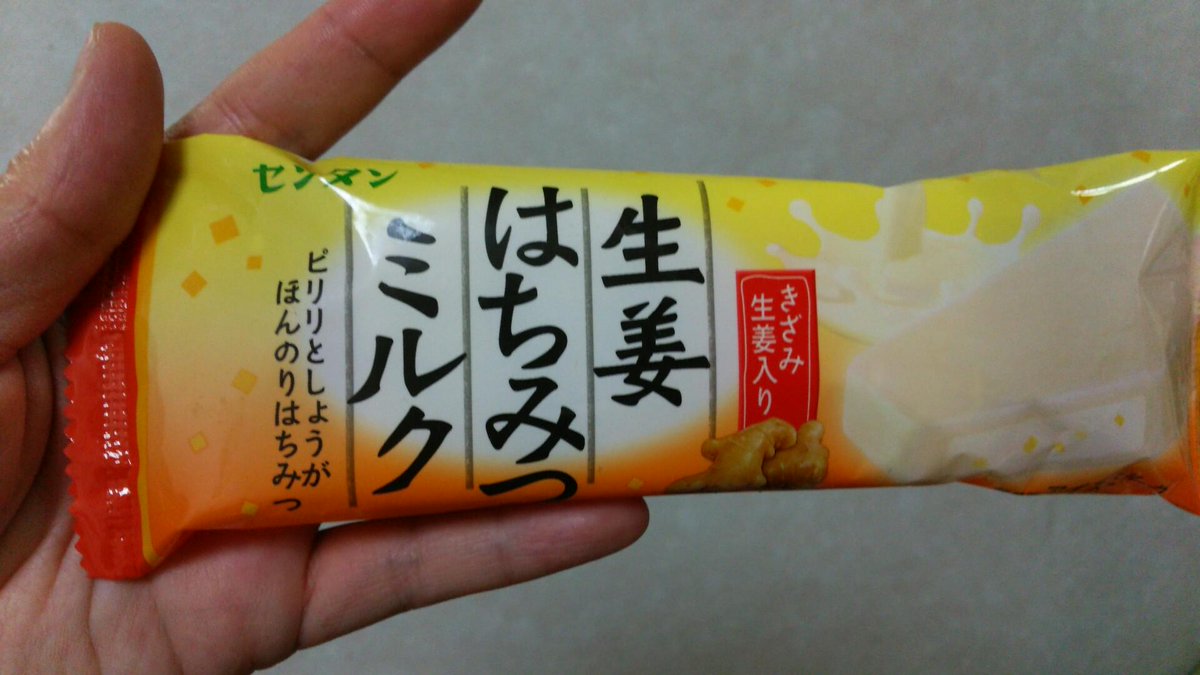 センタン
生姜
はちみつ
ミルク
きざみ
生姜入り
ピリリとしょうが
ほんのりはちみつ